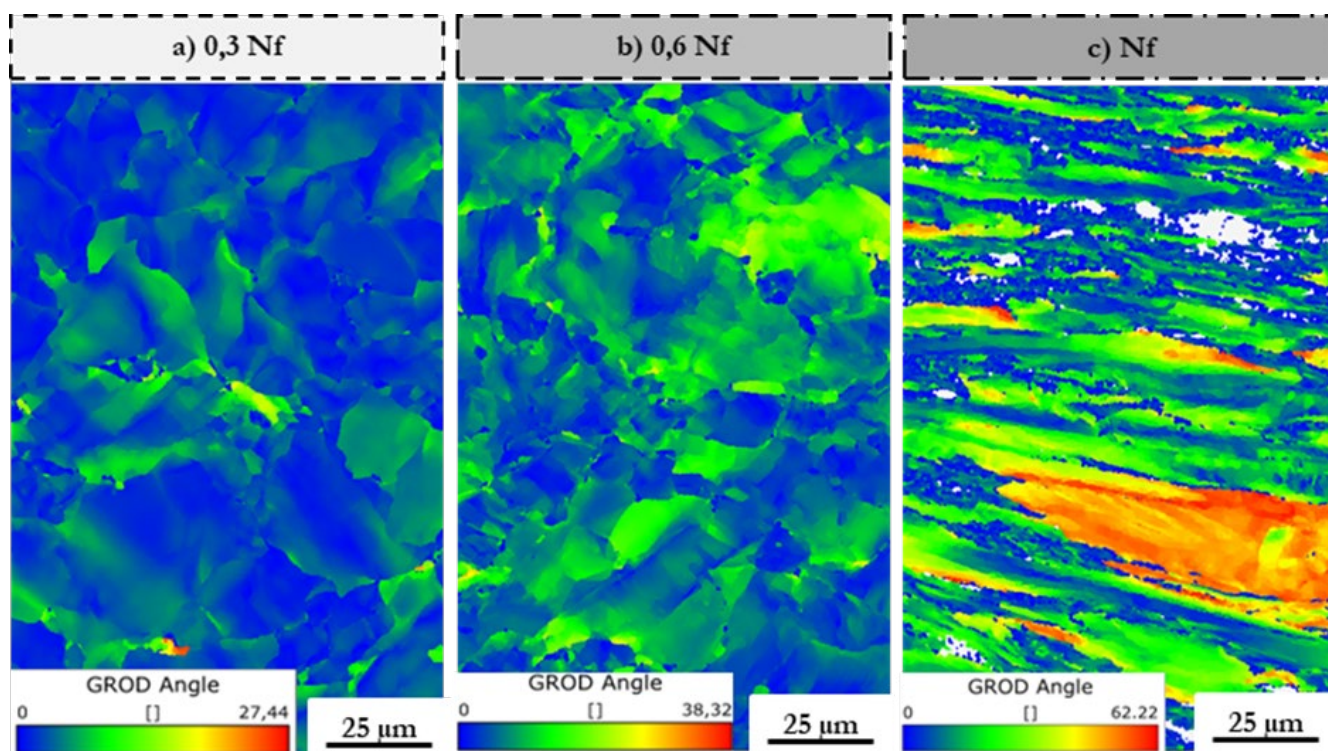 a) 0,3 Nf
b) 0,6 Nf
c) Nf
GROD Angle
0 [] 27,44
25 µm
GROD Angle
0 [] 38,32
25 µm
GROD Angle
0 [] 62.22
25 µm